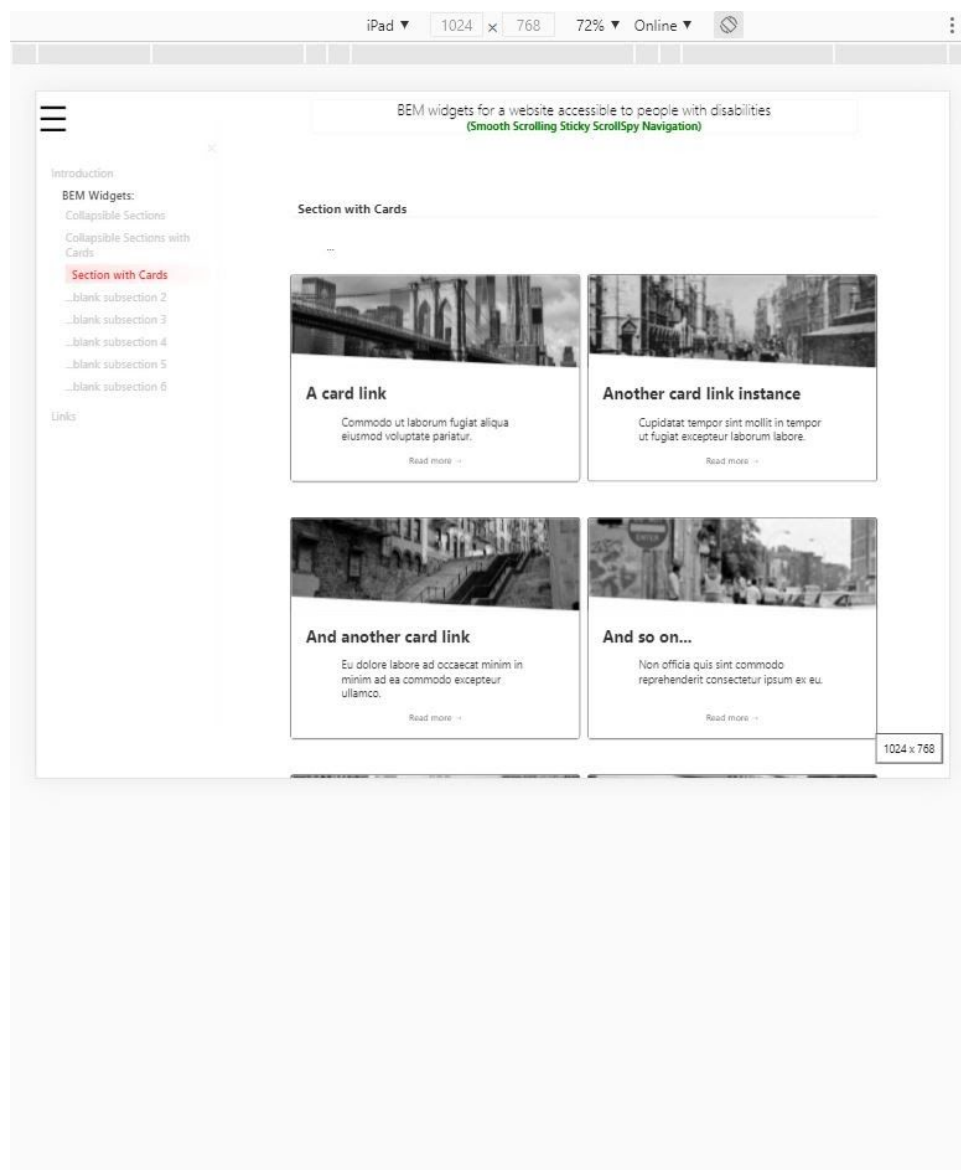 iPad ▼ 1024 × 768 72% ▼ Online ▼
BEM widgets for a website accessible to people with disabilities
(Smooth Scrolling Sticky ScrollSpy Navigation)
×
Introduction
BEM Widgets:
Collapsible Sections
Collapsible Sections with
Cards
Section with Cards
...blank subsection 2
...blank subsection 3
...blank subsection 4
...blank subsection 5
...blank subsection 6
Links
Section with Cards
...
A card link
Commodo ut laborum fugiat aliqua
eiusmod voluptate pariatur.
Read more →
Another card link instance
Cupidatat tempor sint mollit in tempor
ut fugiat excepteur laborum labore.
Read more →
ENTER
And another card link
Eu dolore labore ad occaecat minim in
minim ad ea commodo excepteur
ullamco.
Read more →
And so on...
Non officia quis sint commodo
reprehenderit consectetur ipsum ex eu.
Read more →
1024 x 768